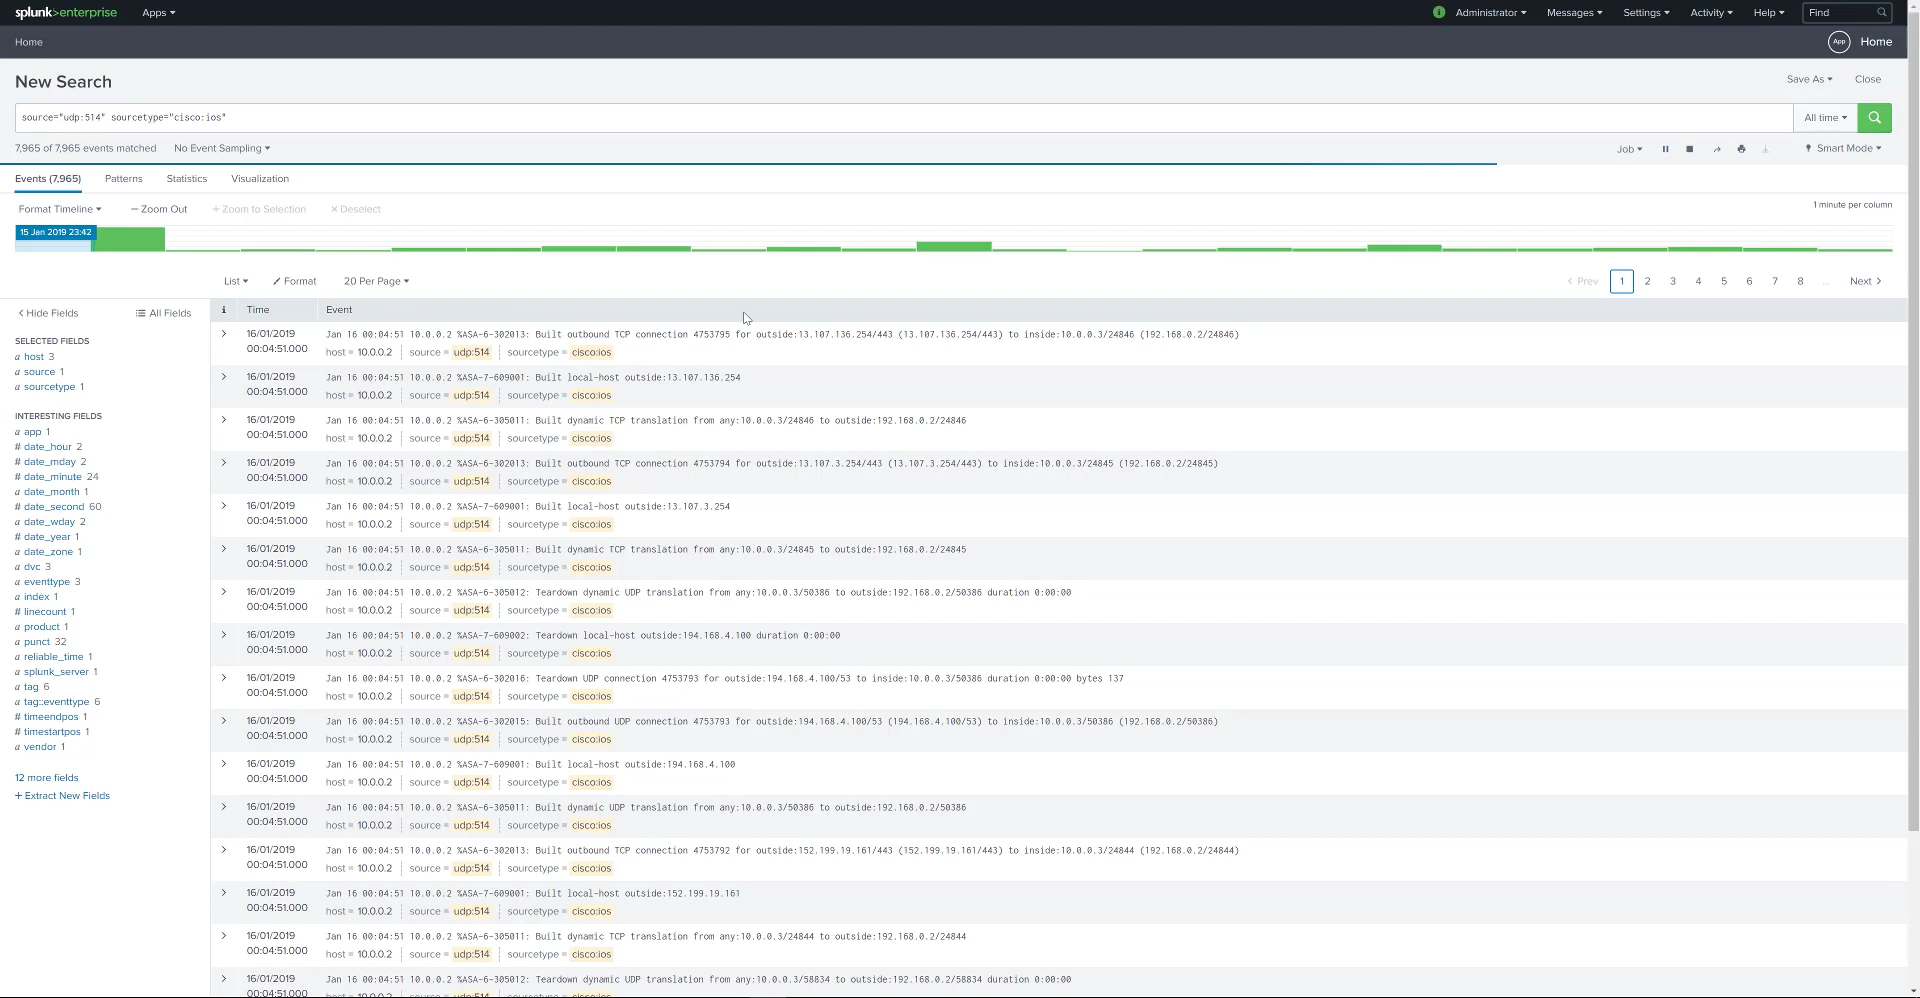 splunk>enterprise Apps ▾ i Administrator ▾ Messages ▾ Settings ▾ Activity ▾ Help ▾ Find
Home App Home
New Search Save As ▾ Close
source="udp:514" sourcetype="cisco:ios" All time ▾
7,965 of 7,965 events matched No Event Sampling ▾ Job ▾ Smart Mode ▾
Events (7,965) Patterns Statistics Visualization
Format Timeline ▾ — Zoom Out + Zoom to Selection × Deselect 1 minute per column
15 Jan 2019 23:42
List ▾ Format 20 Per Page ▾ < Prev 1 2 3 4 5 6 7 8 ... Next >
< Hide Fields All Fields
SELECTED FIELDS
a host 3
a source 1
a sourcetype 1
INTERESTING FIELDS
a app 1
# date_hour 2
# date_mday 2
# date_minute 24
a date_month 1
# date_second 60
a date_wday 2
# date_year 1
a date_zone 1
a dvc 3
a eventtype 3
a index 1
# linecount 1
a product 1
a punct 32
a reliable_time 1
a splunk_server 1
a tag 6
a tag::eventtype 6
# timeendpos 1
# timestartpos 1
a vendor 1
12 more fields
+ Extract New Fields
i Time Event
> 16/01/2019 Jan 16 00:04:51 10.0.0.2 %ASA-6-302013: Built outbound TCP connection 4753795 for outside:13.107.136.254/443 (13.107.136.254/443) to inside:10.0.0.3/24846 (192.168.0.2/24846)
00:04:51.000 host = 10.0.0.2 source = udp:514 sourcetype = cisco:ios
> 16/01/2019 Jan 16 00:04:51 10.0.0.2 %ASA-7-609001: Built local-host outside:13.107.136.254
00:04:51.000 host = 10.0.0.2 source = udp:514 sourcetype = cisco:ios
> 16/01/2019 Jan 16 00:04:51 10.0.0.2 %ASA-6-305011: Built dynamic TCP translation from any:10.0.0.3/24846 to outside:192.168.0.2/24846
00:04:51.000 host = 10.0.0.2 source = udp:514 sourcetype = cisco:ios
> 16/01/2019 Jan 16 00:04:51 10.0.0.2 %ASA-6-302013: Built outbound TCP connection 4753794 for outside:13.107.3.254/443 (13.107.3.254/443) to inside:10.0.0.3/24845 (192.168.0.2/24845)
00:04:51.000 host = 10.0.0.2 source = udp:514 sourcetype = cisco:ios
> 16/01/2019 Jan 16 00:04:51 10.0.0.2 %ASA-7-609001: Built local-host outside:13.107.3.254
00:04:51.000 host = 10.0.0.2 source = udp:514 sourcetype = cisco:ios
> 16/01/2019 Jan 16 00:04:51 10.0.0.2 %ASA-6-305011: Built dynamic TCP translation from any:10.0.0.3/24845 to outside:192.168.0.2/24845
00:04:51.000 host = 10.0.0.2 source = udp:514 sourcetype = cisco:ios
> 16/01/2019 Jan 16 00:04:51 10.0.0.2 %ASA-6-305012: Teardown dynamic UDP translation from any:10.0.0.3/50386 to outside:192.168.0.2/50386 duration 0:00:00
00:04:51.000 host = 10.0.0.2 source = udp:514 sourcetype = cisco:ios
> 16/01/2019 Jan 16 00:04:51 10.0.0.2 %ASA-7-609002: Teardown local-host outside:194.168.4.100 duration 0:00:00
00:04:51.000 host = 10.0.0.2 source = udp:514 sourcetype = cisco:ios
> 16/01/2019 Jan 16 00:04:51 10.0.0.2 %ASA-6-302016: Teardown UDP connection 4753793 for outside:194.168.4.100/53 to inside:10.0.0.3/50386 duration 0:00:00 bytes 137
00:04:51.000 host = 10.0.0.2 source = udp:514 sourcetype = cisco:ios
> 16/01/2019 Jan 16 00:04:51 10.0.0.2 %ASA-6-302015: Built outbound UDP connection 4753793 for outside:194.168.4.100/53 (194.168.4.100/53) to inside:10.0.0.3/50386 (192.168.0.2/50386)
00:04:51.000 host = 10.0.0.2 source = udp:514 sourcetype = cisco:ios
> 16/01/2019 Jan 16 00:04:51 10.0.0.2 %ASA-7-609001: Built local-host outside:194.168.4.100
00:04:51.000 host = 10.0.0.2 source = udp:514 sourcetype = cisco:ios
> 16/01/2019 Jan 16 00:04:51 10.0.0.2 %ASA-6-305011: Built dynamic UDP translation from any:10.0.0.3/50386 to outside:192.168.0.2/50386
00:04:51.000 host = 10.0.0.2 source = udp:514 sourcetype = cisco:ios
> 16/01/2019 Jan 16 00:04:51 10.0.0.2 %ASA-6-302013: Built outbound TCP connection 4753792 for outside:152.199.19.161/443 (152.199.19.161/443) to inside:10.0.0.3/24844 (192.168.0.2/24844)
00:04:51.000 host = 10.0.0.2 source = udp:514 sourcetype = cisco:ios
> 16/01/2019 Jan 16 00:04:51 10.0.0.2 %ASA-7-609001: Built local-host outside:152.199.19.161
00:04:51.000 host = 10.0.0.2 source = udp:514 sourcetype = cisco:ios
> 16/01/2019 Jan 16 00:04:51 10.0.0.2 %ASA-6-305011: Built dynamic TCP translation from any:10.0.0.3/24844 to outside:192.168.0.2/24844
00:04:51.000 host = 10.0.0.2 source = udp:514 sourcetype = cisco:ios
> 16/01/2019 Jan 16 00:04:51 10.0.0.2 %ASA-6-305012: Teardown dynamic UDP translation from any:10.0.0.3/58834 to outside:192.168.0.2/58834 duration 0:00:00
00:04:51.000 host = 10.0.0.2 source = udp:514 sourcetype = cisco:ios